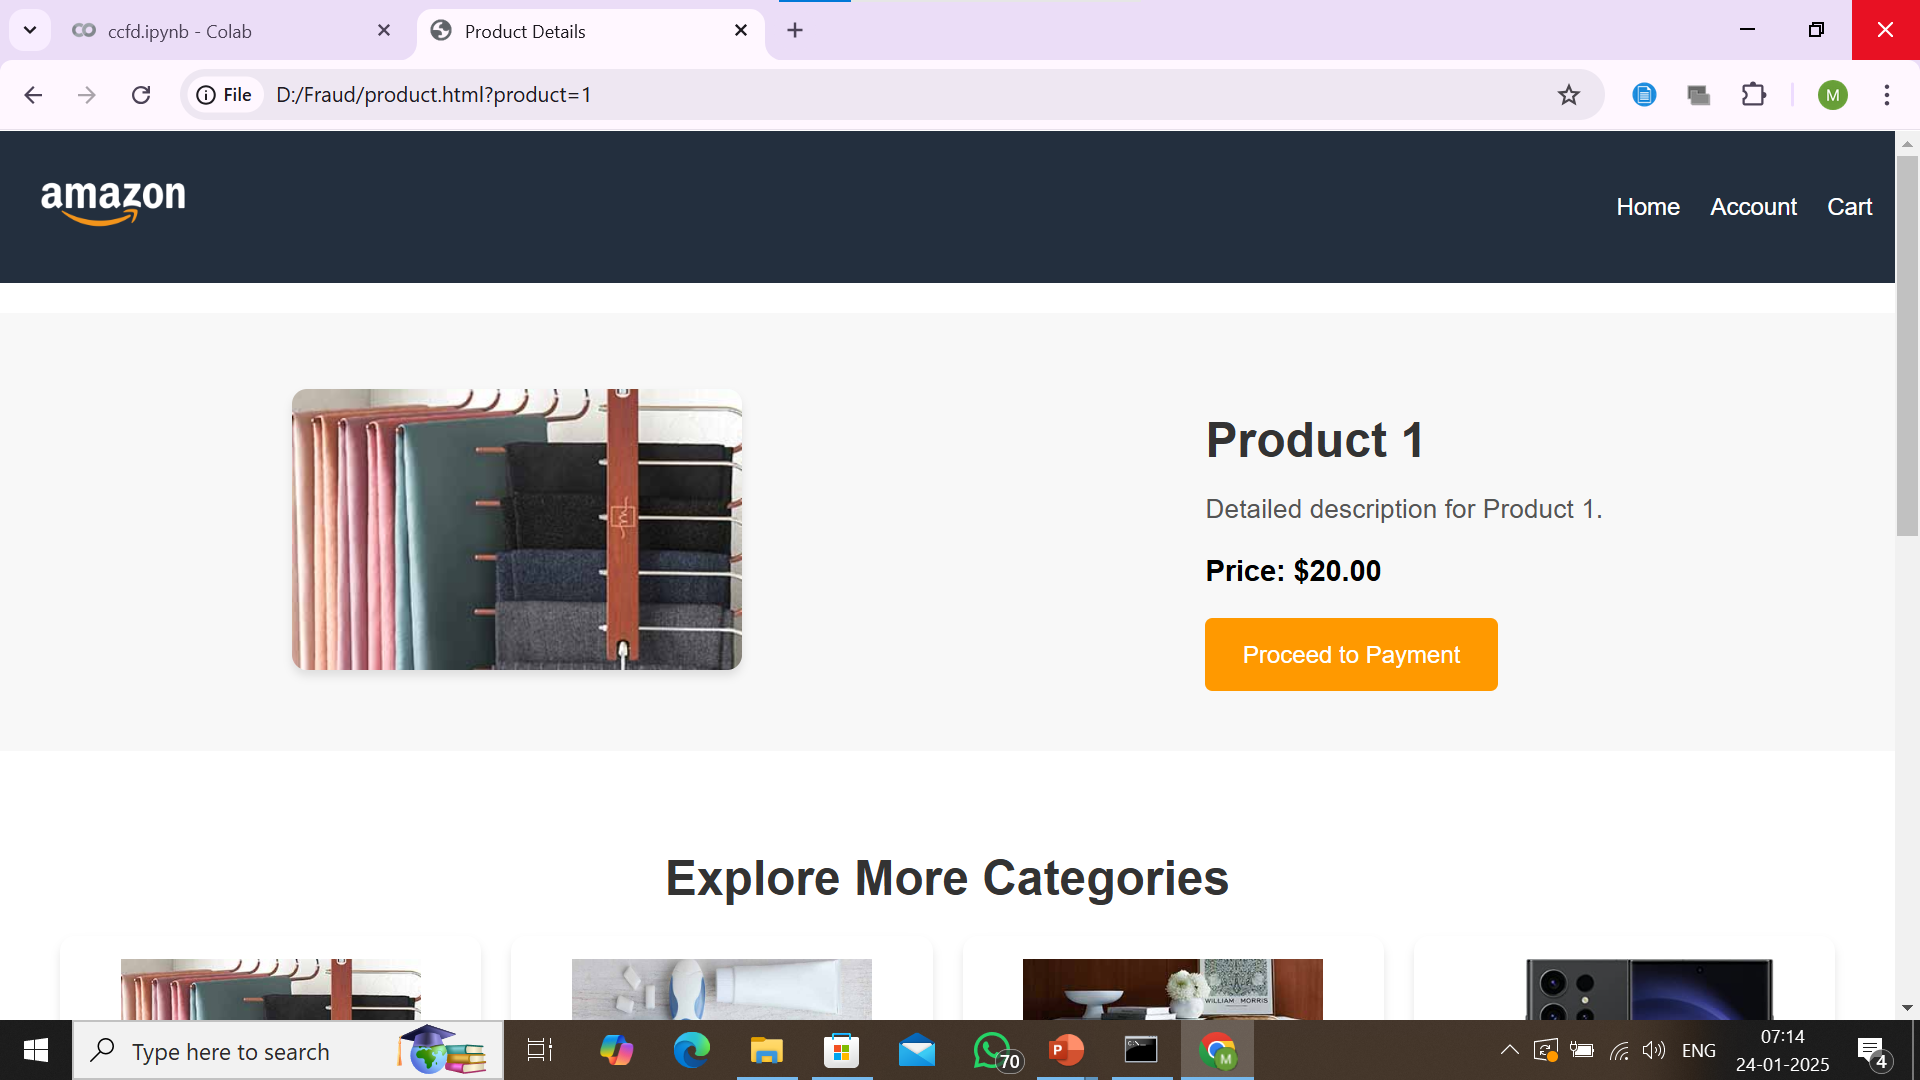 ccfd.ipynb - Colab
Product Details
File
D:/Fraud/product.html?product=1
M
amazon
Home
Account
Cart
Product 1
Detailed description for Product 1.
Price: $20.00
Proceed to Payment
Explore More Categories
WILLIAM MORRIS
Type here to search
70
P
M
ENG
07:14
24-01-2025
4